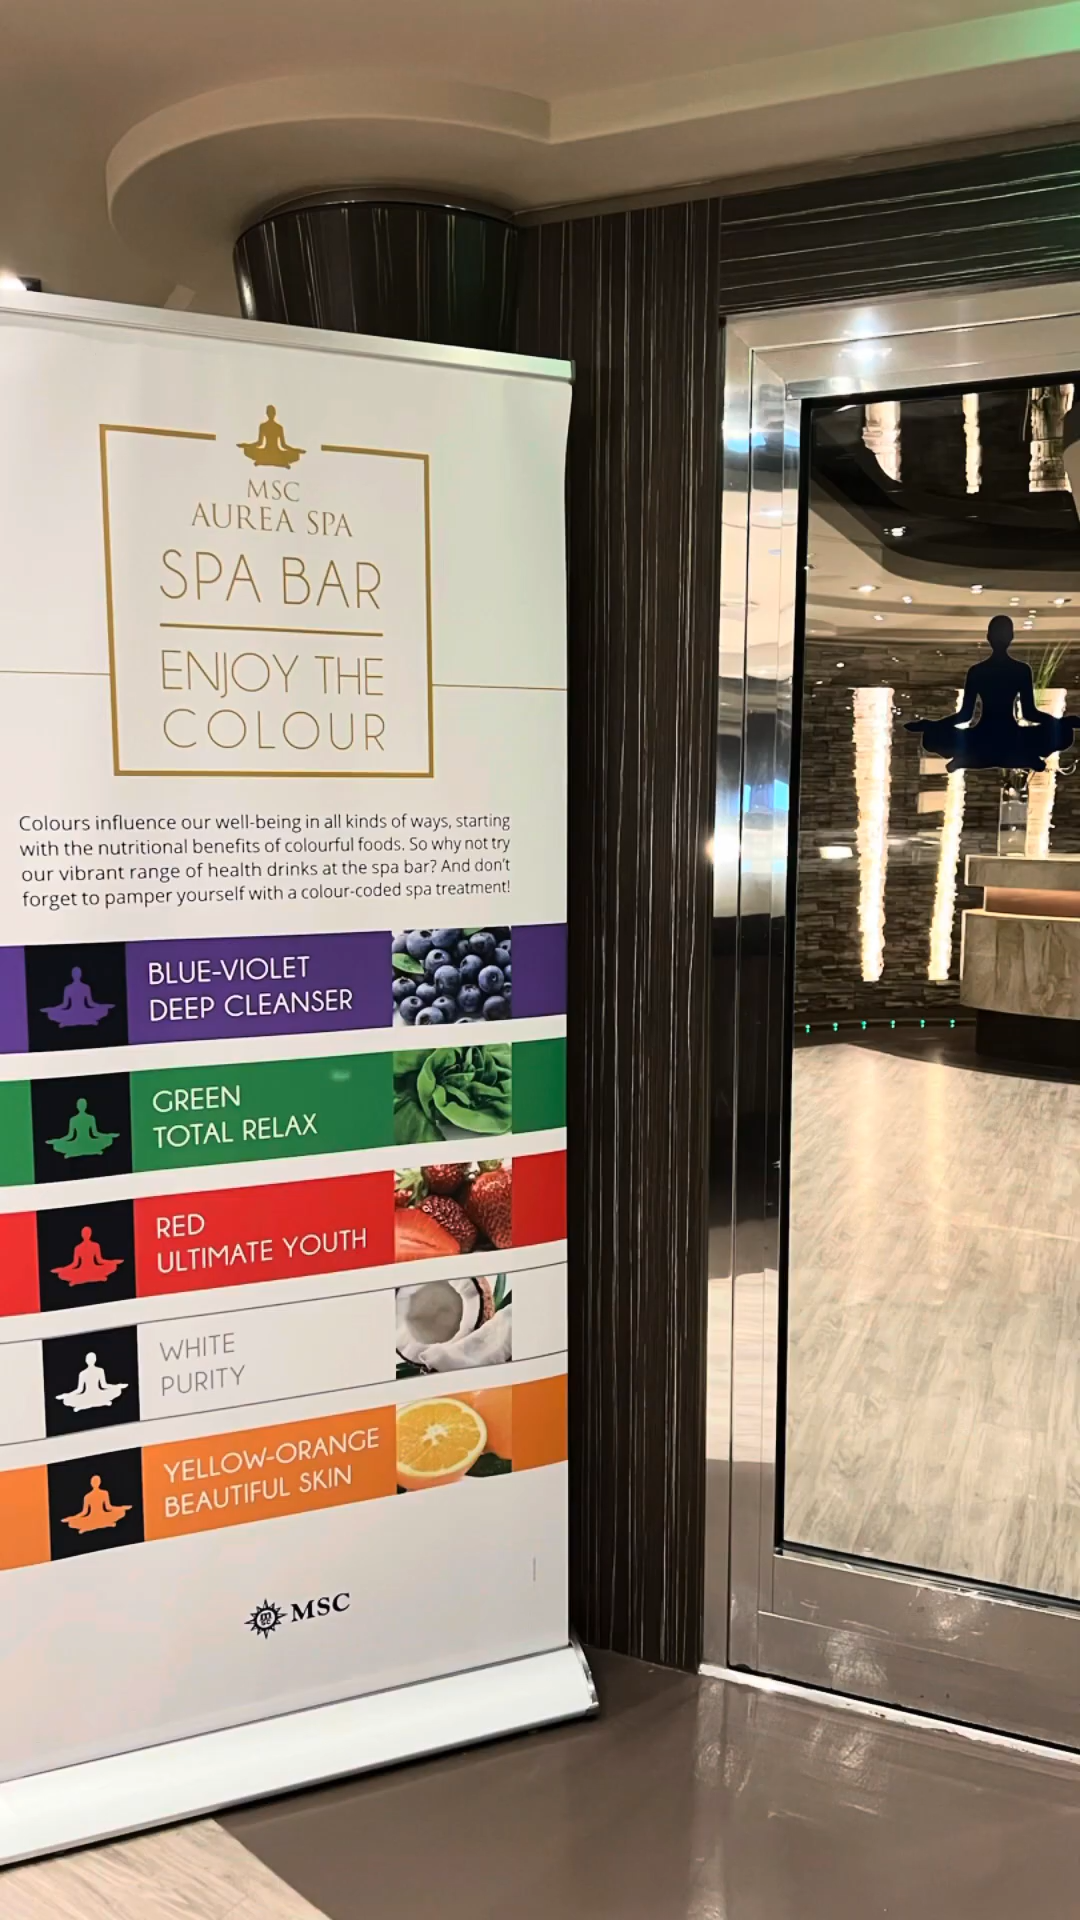 MSC
AUREA SPA
SPA BAR
ENJOY THE
COLOUR
Colours influence our well-being in all kinds of ways, starting
with the nutritional benefits of colourful foods. So why not try
our vibrant range of health drinks at the spa bar? And don't
forget to pamper yourself with a colour-coded spa treatment!
BLUE-VIOLET
DEEP CLEANSER
GREEN
TOTAL RELAX
RED
ULTIMATE YOUTH
WHITE
PURITY
YELLOW-ORANGE
BEAUTIFUL SKIN
MSC